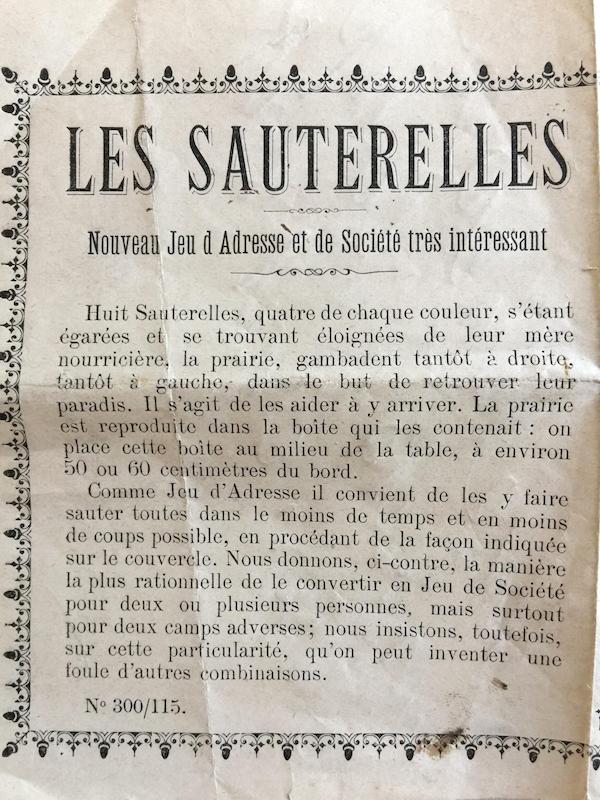 LES SAUTERELLES
Nouveau Jeu d Adresse et de Société très intéressant
Huit Sauterelles, quatre de chaque couleur, s'étant
égarées et se trouvant éloignées de leur mère
nourricière, la prairie, gambadent tantôt à droite,
tantôt à gauche, dans le but de retrouver leur
paradis. Il s'agit de les aider à y arriver. La prairie
est reproduite dans la boîte qui les contenait : on
place cette boîte au milieu de la table, à environ
50 ou 60 centimètres du bord.
Comme Jeu d'Adresse il convient de les y faire
sauter toutes dans le moins de temps et en moins
de coups possible, en procédant de la façon indiquée
sur le couvercle. Nous donnons, ci-contre, la manière
la plus rationnelle de le convertir en Jeu de Société
pour deux ou plusieurs personnes, mais surtout
pour deux camps adverses; nous insistons, toutefois,
sur cette particularité, qu'on peut inventer une
foule d'autres combinaisons.
Nº 300/115.